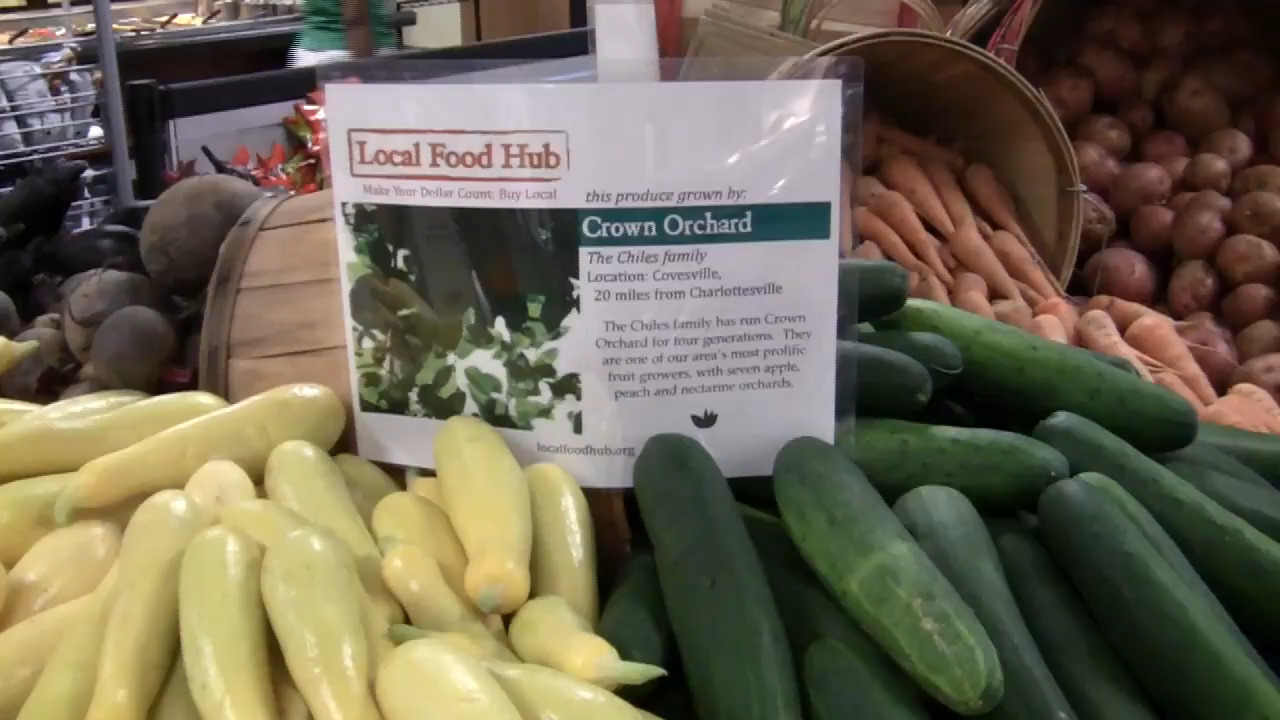 Local Food Hub
Make Your Dollar Count: Buy Local
this produce grown by:
Crown Orchard
The Chiles family
Location: Covesville,
20 miles from Charlottesville
The Chiles family has run Crown
Orchard for four generations. They
are one of our area's most prolific
fruit growers, with seven apple,
peach and nectarine orchards.
localfoodhub.org